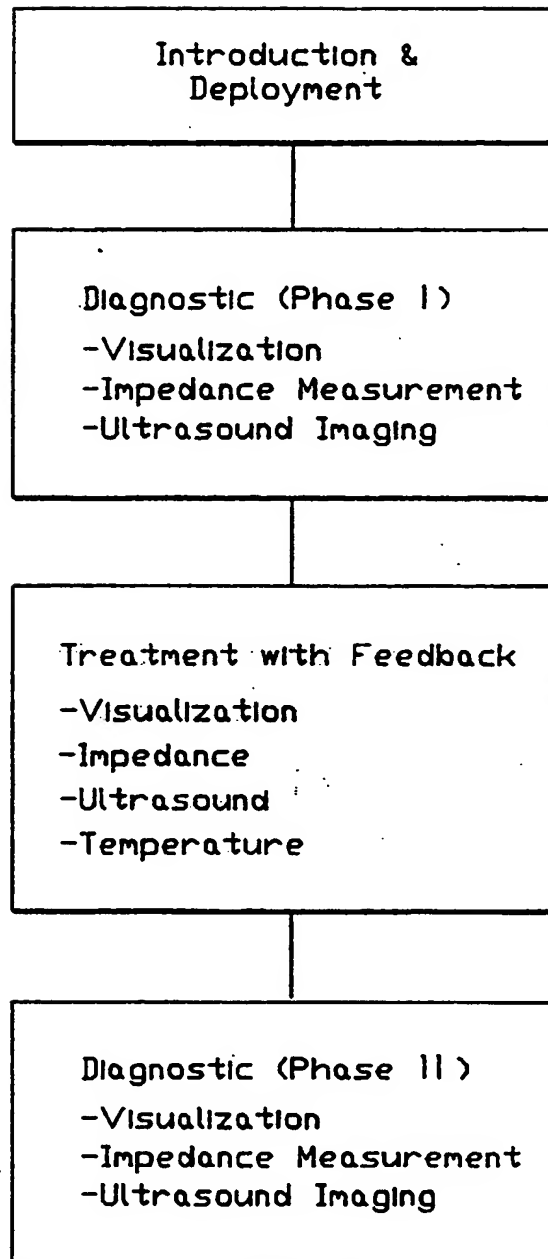 Introduction &
Deployment
Diagnostic (Phase I)
-Visualization
-Impedance Measurement
-Ultrasound Imaging
Treatment with Feedback
-Visualization
-Impedance
-Ultrasound
-Temperature
Diagnostic (Phase II)
-Visualization
-Impedance Measurement
-Ultrasound Imaging